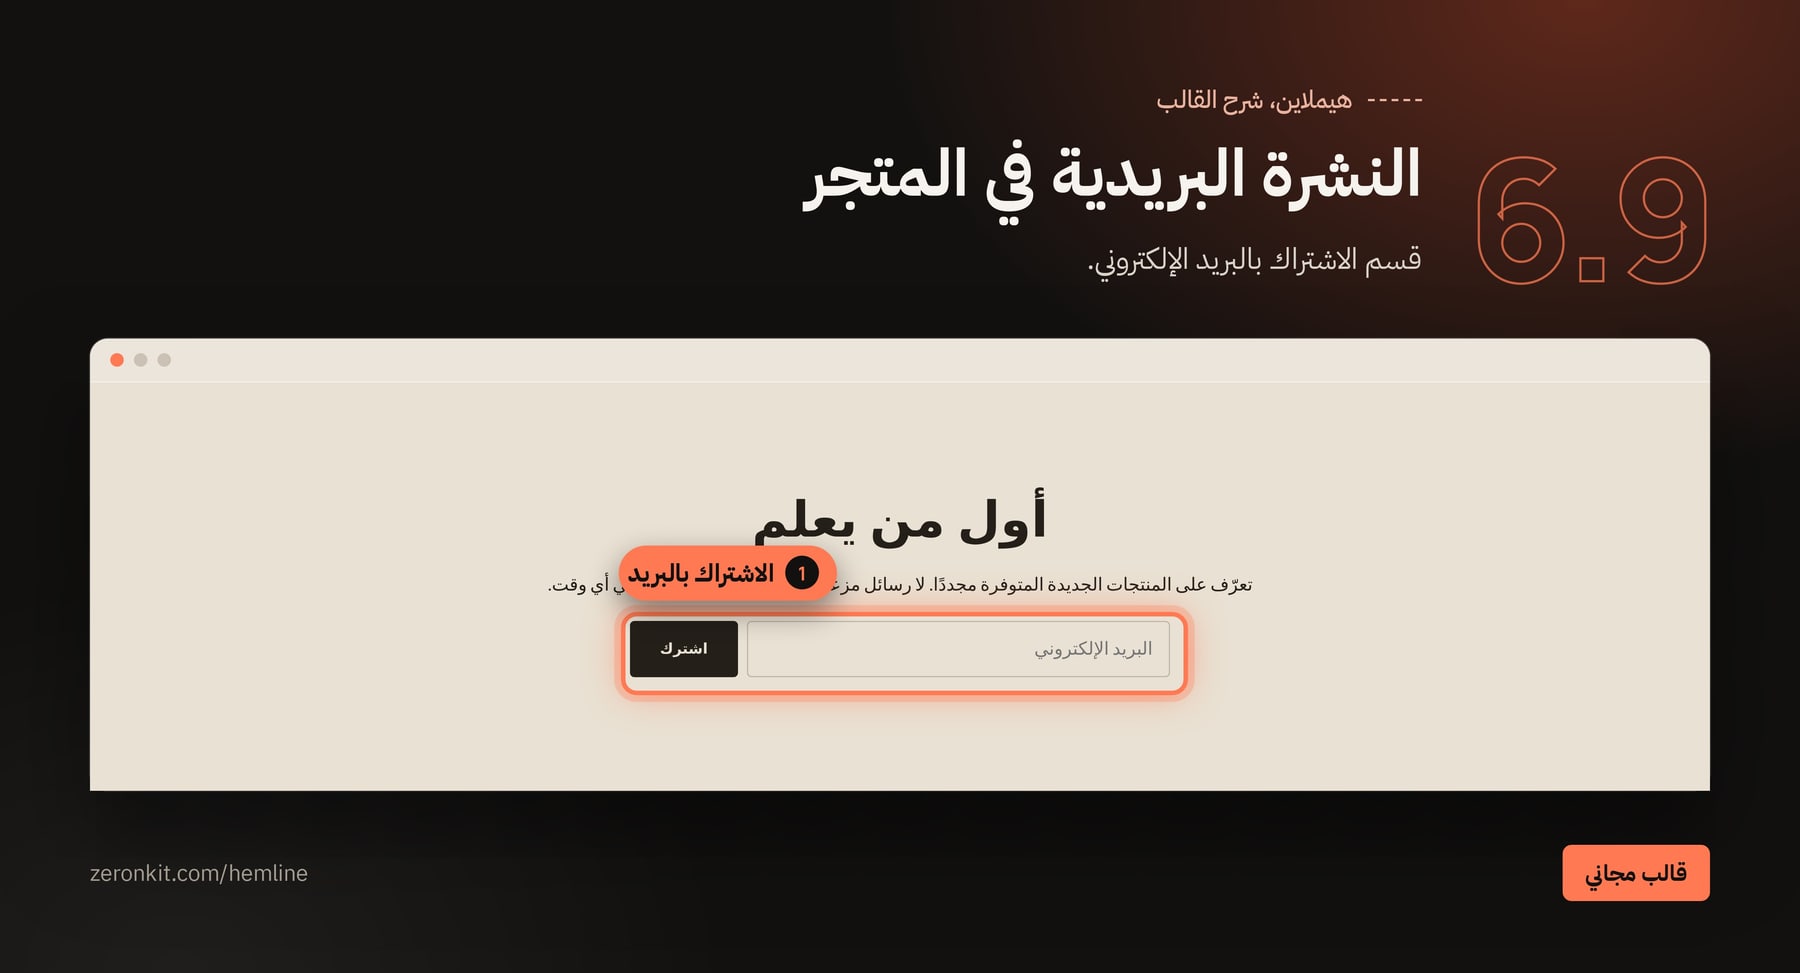 ----- هيملاين، شرح القالب
6.9
النشرة البريدية في المتجر
قسم الاشتراك بالبريد الإلكتروني.
أول من يعلم
1 الاشتراك بالبريد
تعرّف على المنتجات الجديدة المتوفرة مجددًا. لا رسائل أي وقت.
البريد الإلكتروني
اشترك
قالب مجاني
zeronkit.com/hemline